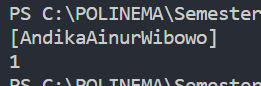 PS C:\POLINEMA\Semester
[AndikaAinurWibowo]
1
PS C:\POLINEMA\Semester